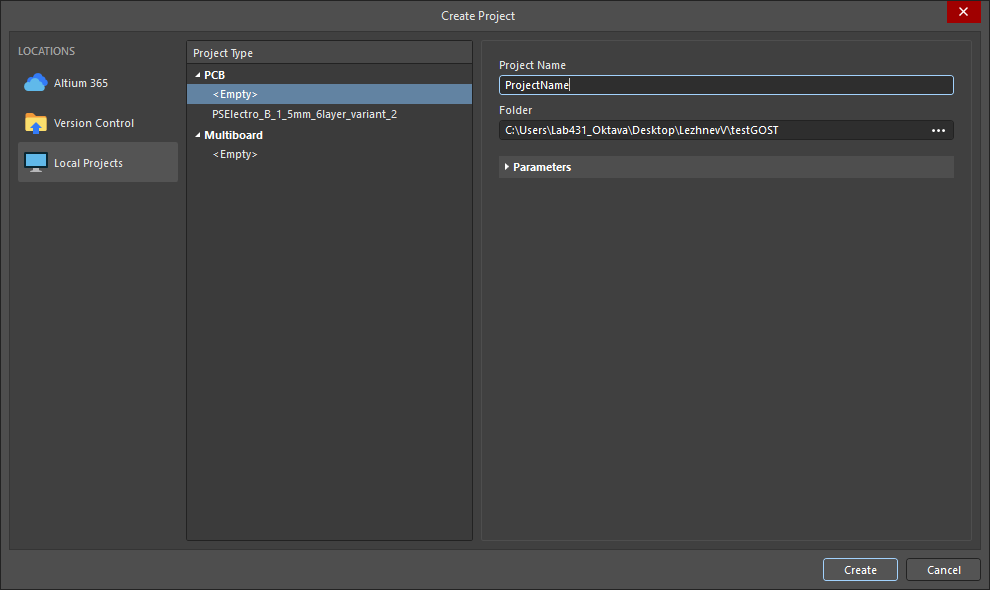 Create Project
LOCATIONS
Altium 365
Version Control
Local Projects
Project Type
PCB
<Empty>
PSElectro_B_1_5mm_6layer_variant_2
Multiboard
<Empty>
Project Name
ProjectName
Folder
C:\Users\Lab431_Oktava\Desktop\LezhnevV\testGOST
Parameters
Create
Cancel